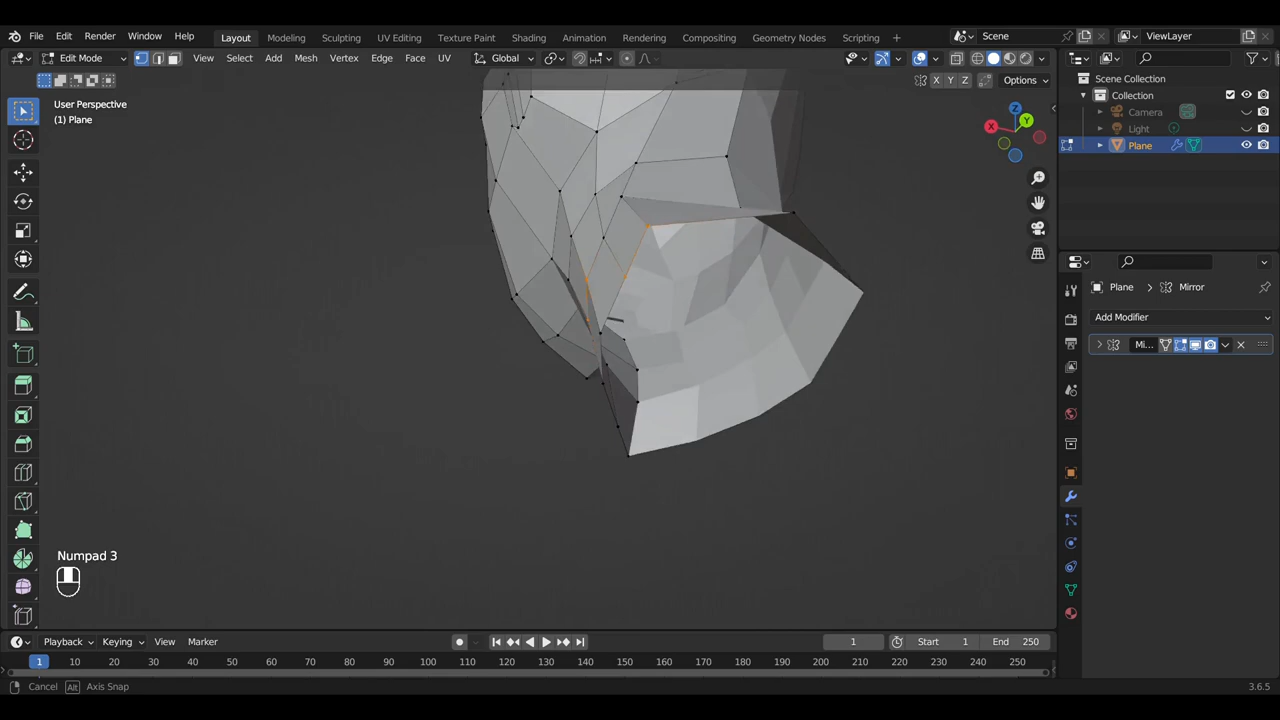 File Edit Render Window Help Layout Modeling Sculpting UV Editing Texture Paint Shading Animation Rendering Compositing Geometry Nodes Scripting + Scene ViewLayer
Edit Mode View Select Add Mesh Vertex Edge Face UV Global
X Y Z Options
User Perspective
(1) Plane
Z
Y
X
Scene Collection
Collection
Camera
Light
Plane
Plane > Mirror
Add Modifier
Mi...
Numpad 3
Playback Keying View Marker 1 Start 1 End 250
1 10 20 30 40 50 60 70 80 90 100 110 120 130 140 150 160 170 180 190 200 210 220 230 240 250
Cancel Alt Axis Snap 3.6.5